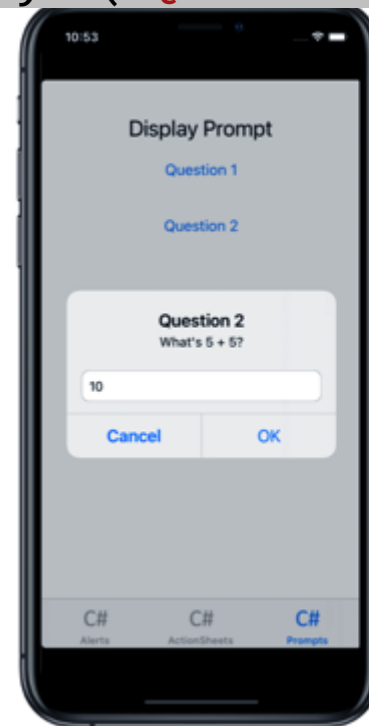 10:53
Display Prompt
Question 1
Question 2
Question 2
What's 5 + 5?
10
Cancel OK
C# C# C#
Alerts ActionSheets Prompts